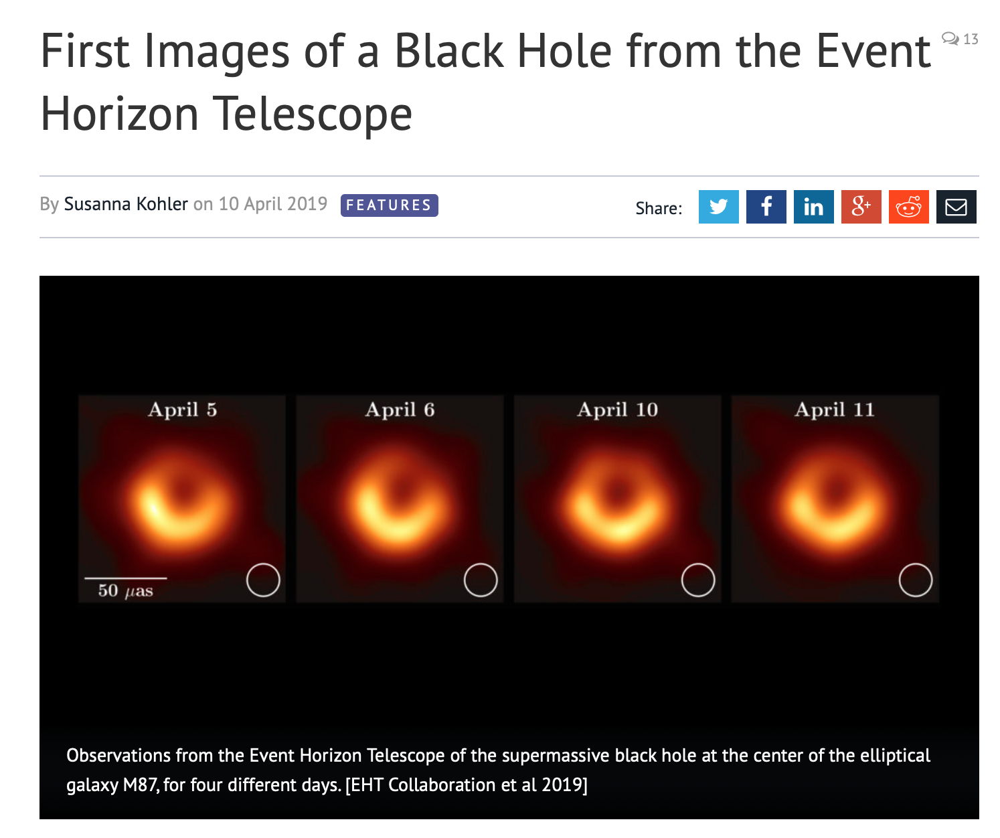 First Images of a Black Hole from the Event
13
Horizon Telescope
By Susanna Kohler on 10 April 2019 FEATURES
Share:
f
in
g+
April 5
April 6
April 10
April 11
50 μas
Observations from the Event Horizon Telescope of the supermassive black hole at the center of the elliptical
galaxy M87, for four different days. [EHT Collaboration et al 2019]